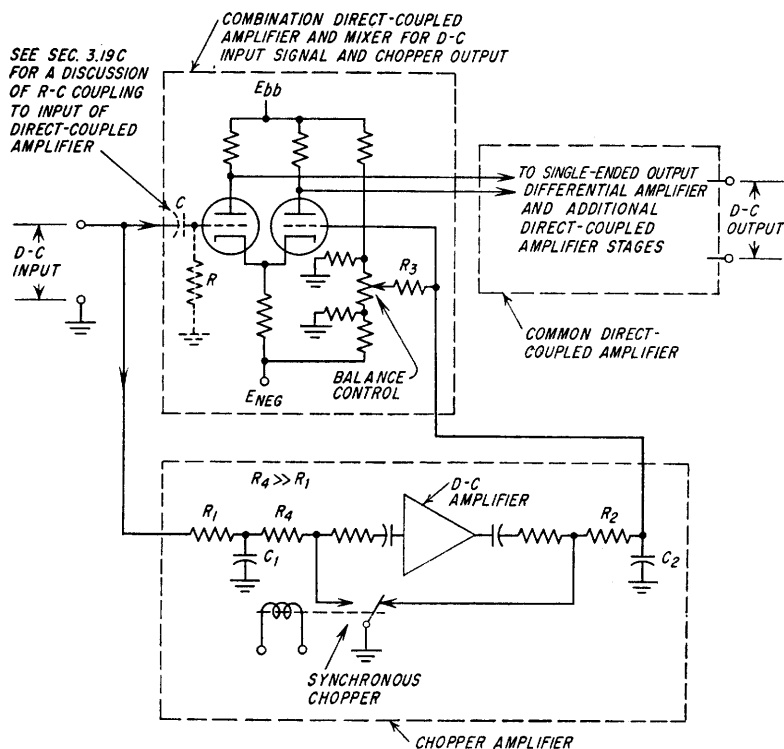 COMBINATION DIRECT-COUPLED
AMPLIFIER AND MIXER FOR D-C
INPUT SIGNAL AND CHOPPER OUTPUT
SEE SEC. 3.19C
FOR A DISCUSSION
OF R-C COUPLING
TO INPUT OF
DIRECT-COUPLED
AMPLIFIER
Ebb
C
D-C
INPUT
R
R3
BALANCE
CONTROL
ENEG
TO SINGLE-ENDED OUTPUT
DIFFERENTIAL AMPLIFIER
AND ADDITIONAL
DIRECT-COUPLED
AMPLIFIER STAGES
D-C
OUTPUT
COMMON DIRECT-
COUPLED AMPLIFIER
R4 >> R1
D-C
AMPLIFIER
R1
R4
R2
C1
C2
SYNCHRONOUS
CHOPPER
CHOPPER AMPLIFIER